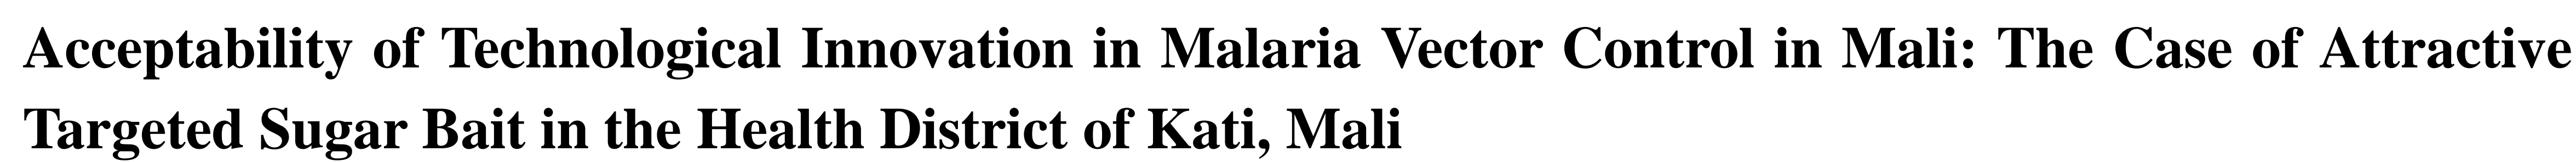 Acceptability of Technological Innovation in Malaria Vector Control in Mali: The Case of Attractive
Targeted Sugar Bait in the Health District of Kati, Mali